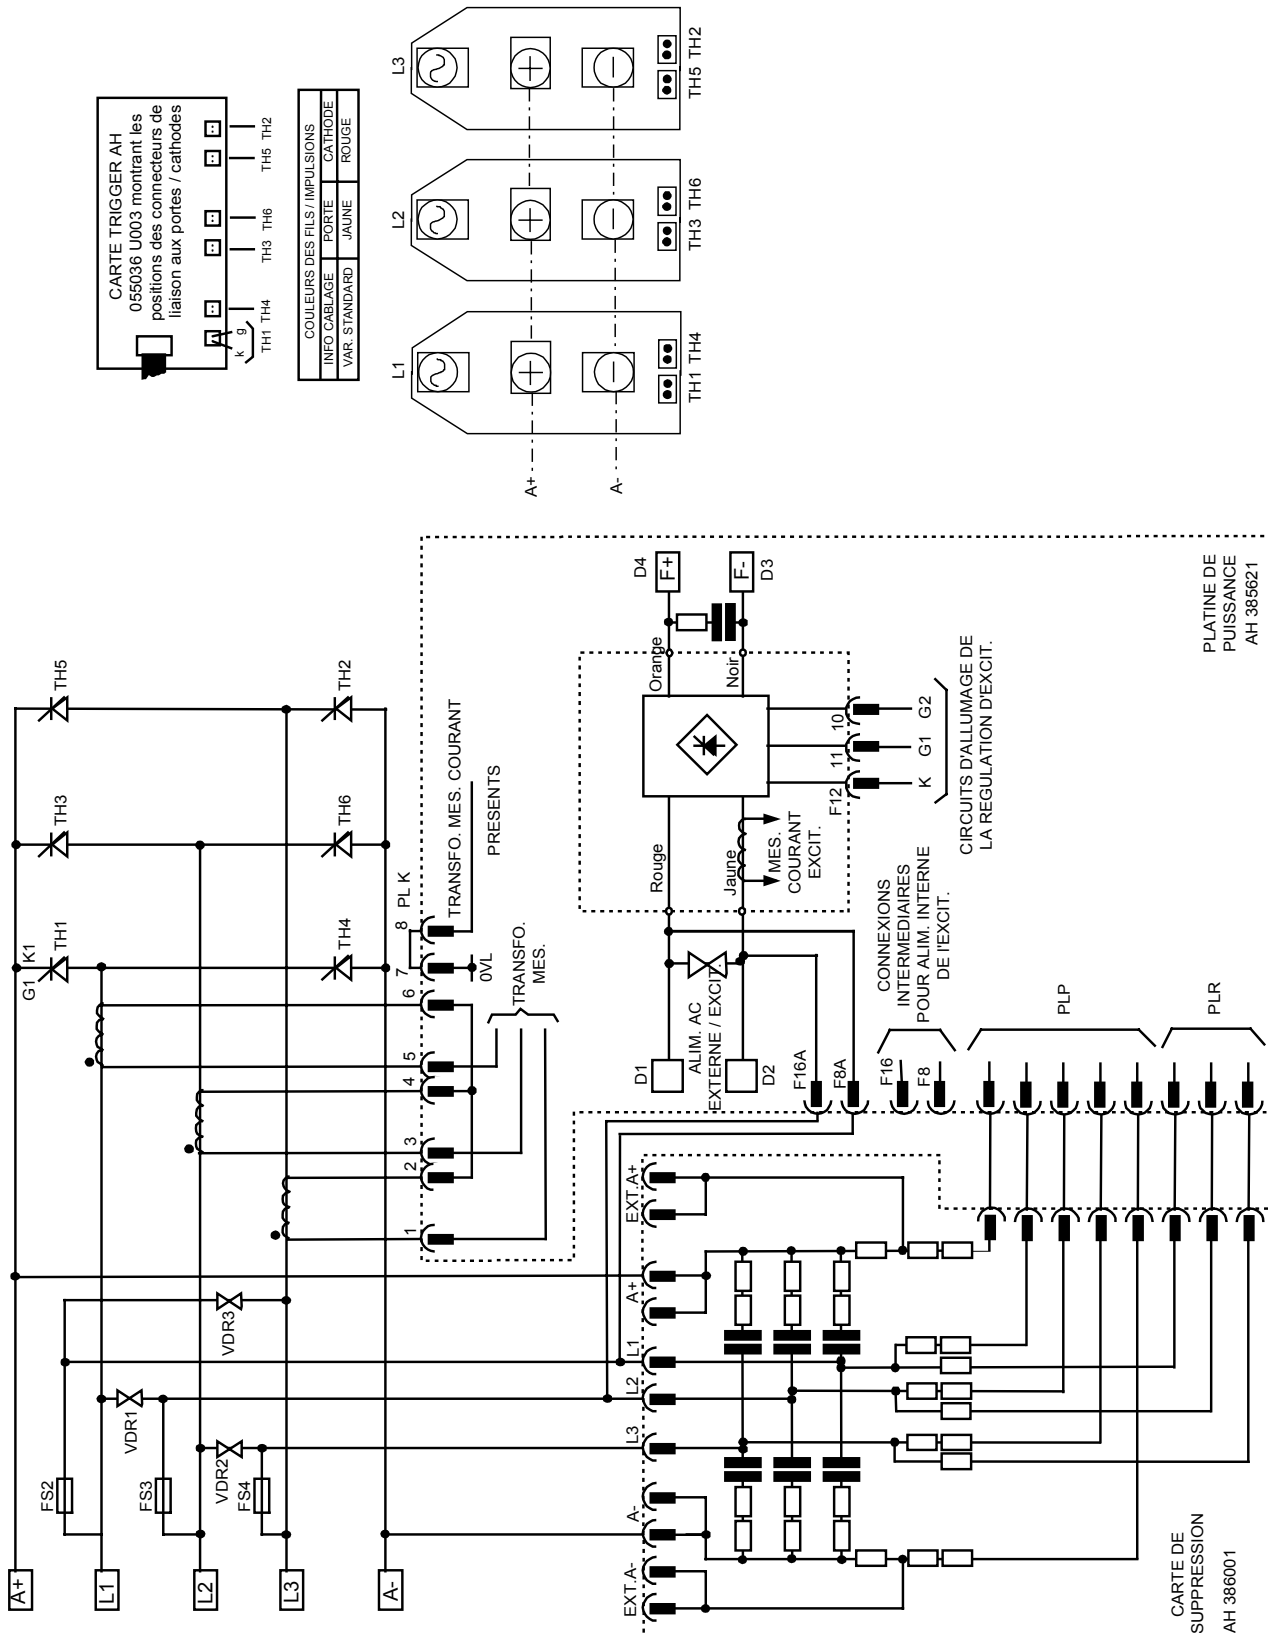 CARTE TRIGGER AH
055036 U003 montrant les
positions des connecteurs de
liaison aux portes / cathodes
k g
TH1 TH4 TH3 TH6 TH5 TH2
COULEURS DES FILS / IMPULSIONS
INFO CABLAGE PORTE CATHODE
VAR. STANDARD JAUNE ROUGE
L1 L2 L3
A+
A-
TH1 TH4 TH3 TH6 TH5 TH2
G1 K1
TH1 TH3 TH5
TH4 TH6 TH2
1 2 3 4 5 6 7 8 PL K
TRANSFO. MES. COURANT
PRESENTS
0VL
TRANSFO.
MES.
A+
L1
L2
L3
A-
FS2
FS3
FS4
VDR1
VDR2
VDR3
D1
D2
ALIM. AC
EXTERNE / EXCIT.
Rouge
Jaune
MES.
COURANT
EXCIT.
Orange
Noir
D4
F+
F-
D3
F12 11 10
K G1 G2
CIRCUITS D'ALLUMAGE DE
LA REGULATION D'EXCIT.
PLATINE DE
PUISSANCE
AH 385621
F16A
F8A
F16
F8
CONNEXIONS
INTERMEDIAIRES
POUR ALIM. INTERNE
DE l'EXCIT.
PLP
PLR
EXT.A- A- L3 L2 L1 A+ EXT.A+
CARTE DE
SUPPRESSION
AH 386001